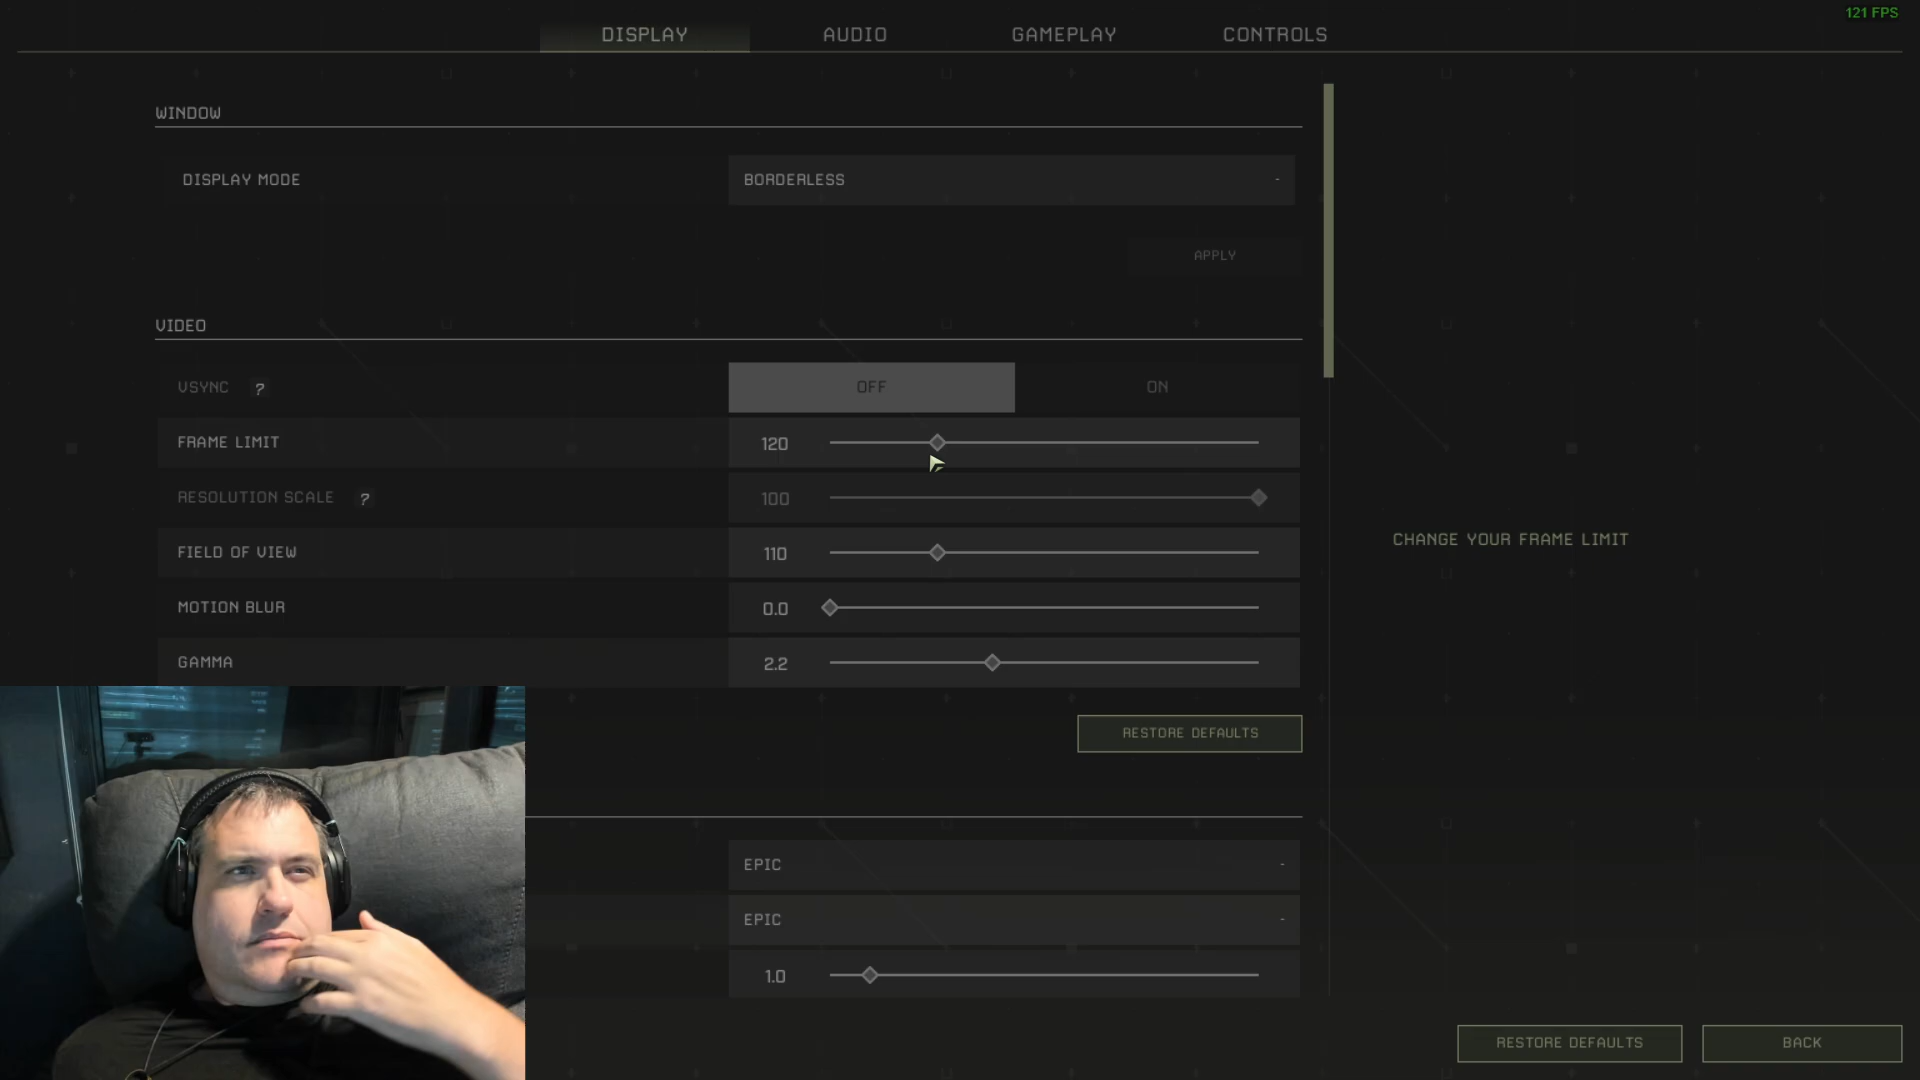 121 FPS
DISPLAY AUDIO GAMEPLAY CONTROLS
WINDOW
DISPLAY MODE BORDERLESS -
APPLY
VIDEO
VSYNC ? OFF ON
FRAME LIMIT 120
RESOLUTION SCALE ? 100
FIELD OF VIEW 110
CHANGE YOUR FRAME LIMIT
MOTION BLUR 0.0
GAMMA 2.2
RESTORE DEFAULTS
EPIC -
EPIC -
1.0
RESTORE DEFAULTS BACK